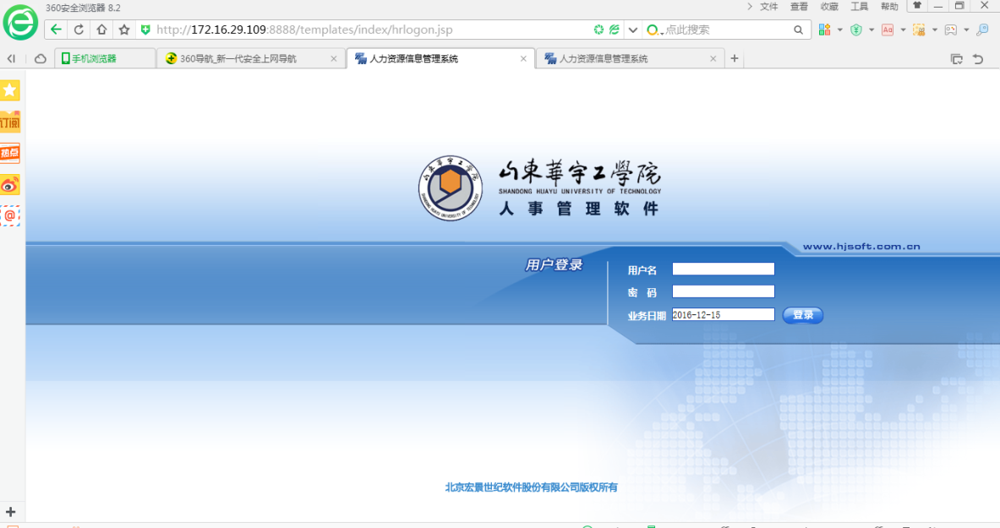 360安全浏览器 8.2
文件 查看 收藏 工具 帮助
http://172.16.29.109:8888/templates/index/hrlogon.jsp
点此搜索
手机浏览器
360导航_新一代安全上网导航
人力资源信息管理系统
人力资源信息管理系统
订阅
热点
山東華宇工學院
SHANDONG HUAYU UNIVERSITY OF TECHNOLOGY
人事管理软件
www.hjsoft.com.cn
用户登录
用户名
密 码
业务日期 2016-12-15 登录
北京宏景世纪软件股份有限公司版权所有